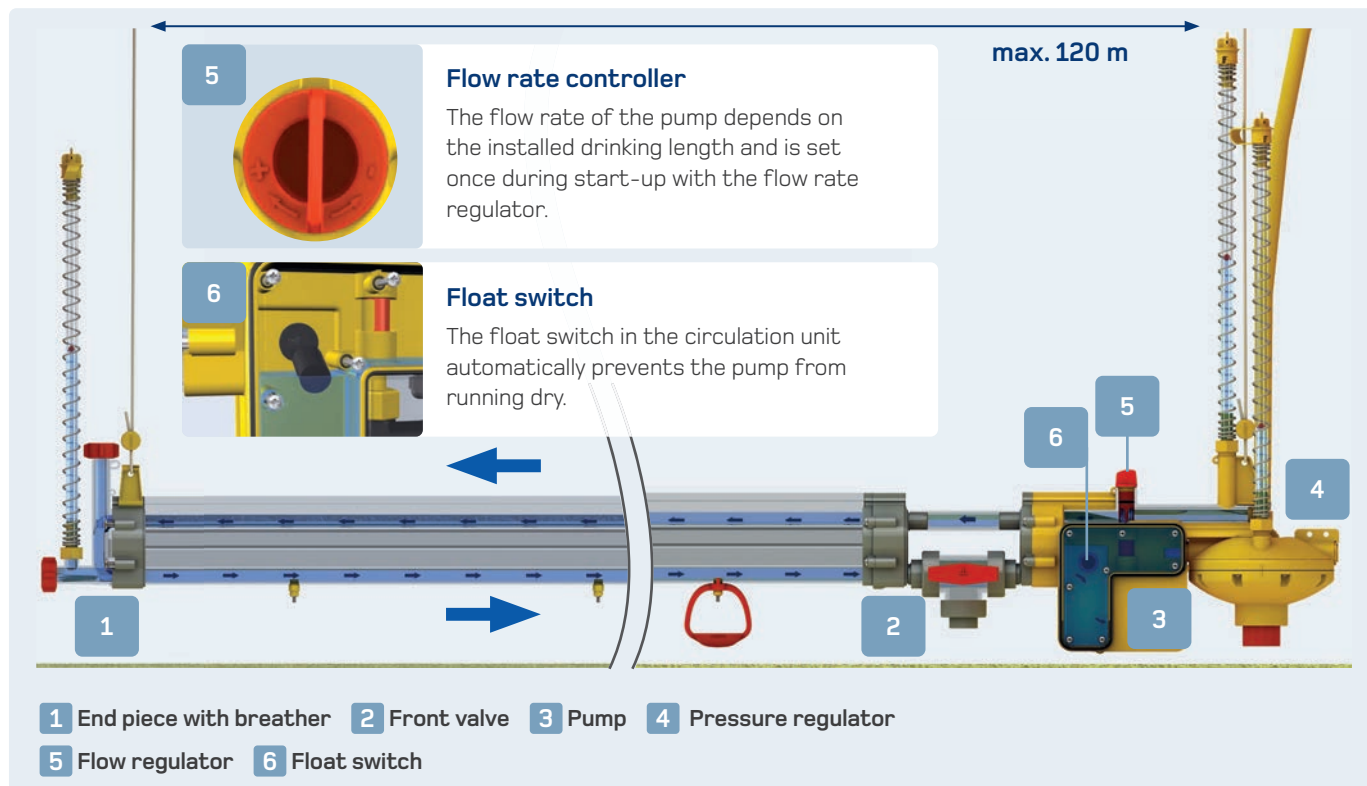 max. 120 m
5
Flow rate controller
The flow rate of the pump depends on
the installed drinking length and is set
once during start-up with the flow rate
regulator.
6
Float switch
The float switch in the circulation unit
automatically prevents the pump from
running dry.
5
6
4
1
2
3
1 End piece with breather 2 Front valve 3 Pump 4 Pressure regulator
5 Flow regulator 6 Float switch